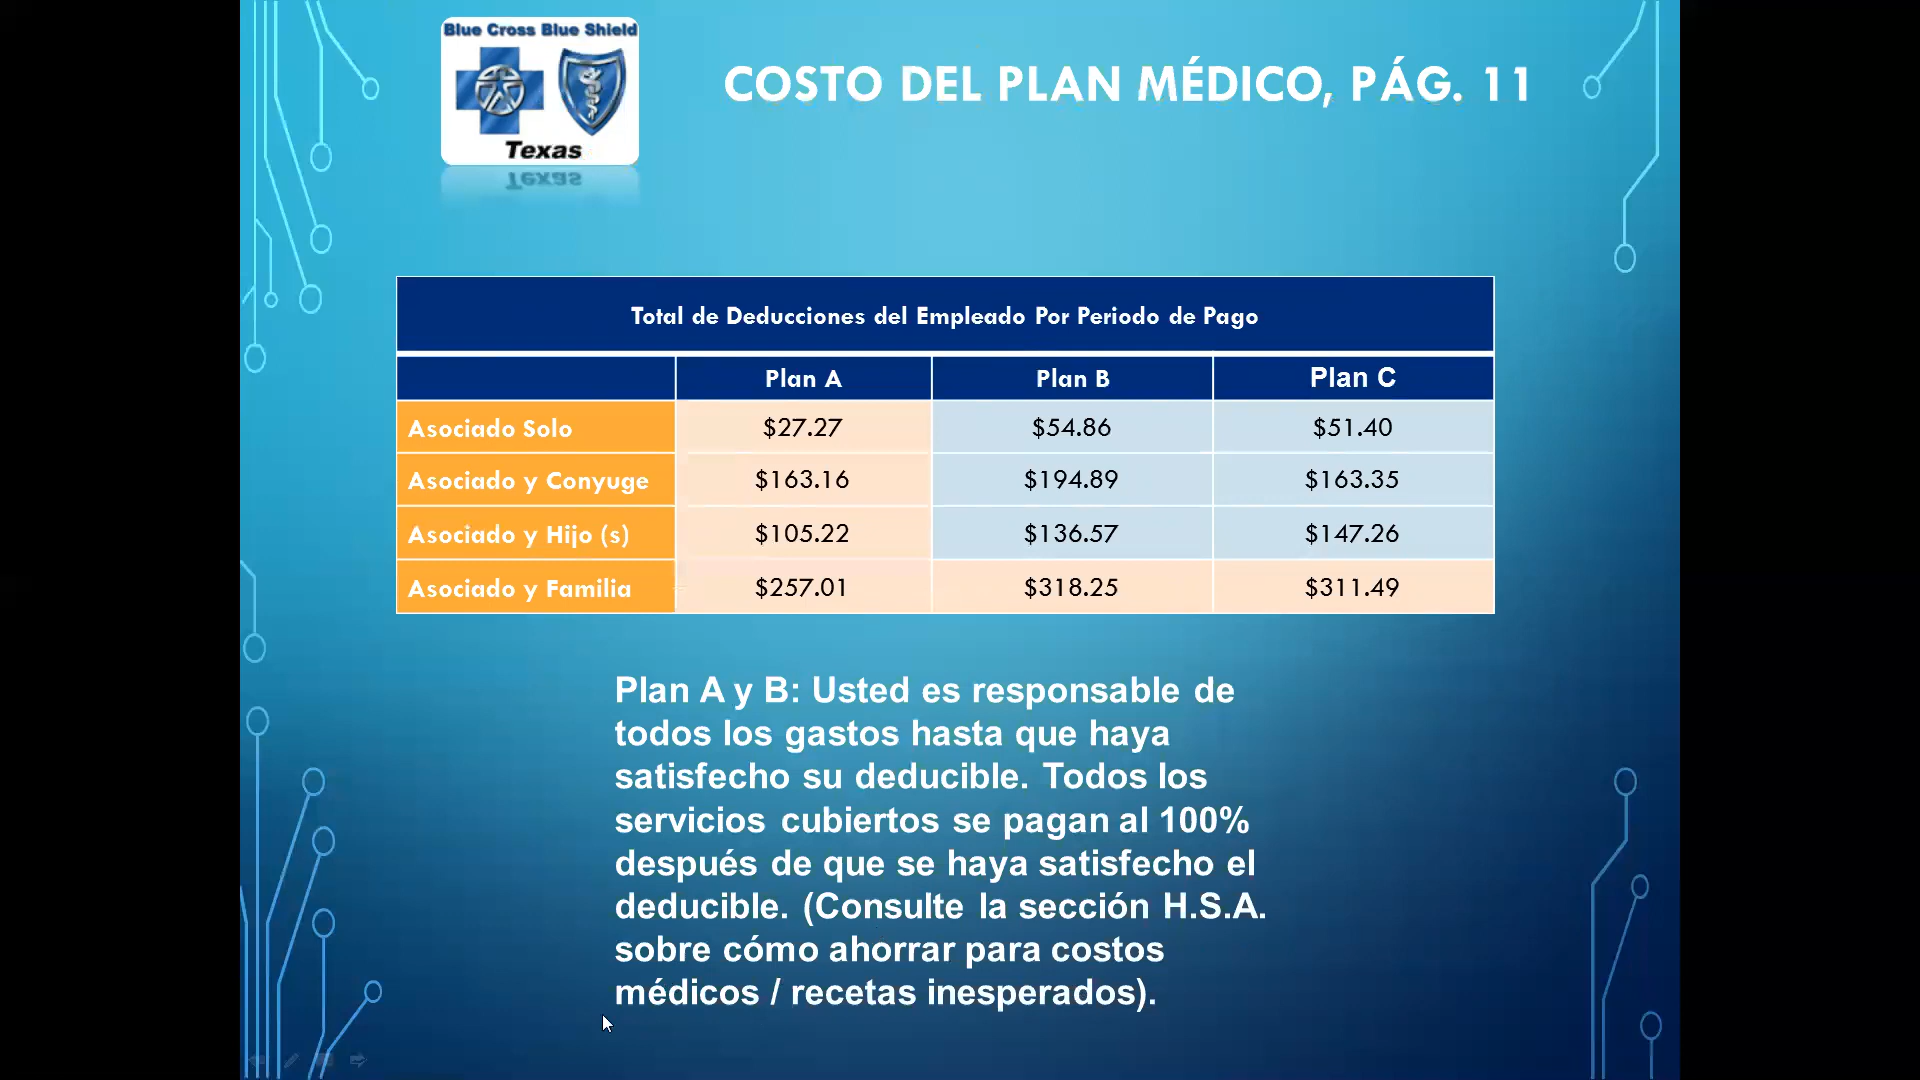 Blue Cross Blue Shield
Texas
COSTO DEL PLAN MÉDICO, PÁG. 11
Total de Deducciones del Empleado Por Periodo de Pago
Plan A Plan B Plan C
Asociado Solo $27.27 $54.86 $51.40
Asociado y Conyuge $163.16 $194.89 $163.35
Asociado y Hijo (s) $105.22 $136.57 $147.26
Asociado y Familia $257.01 $318.25 $311.49
Plan A y B: Usted es responsable de
todos los gastos hasta que haya
satisfecho su deducible. Todos los
servicios cubiertos se pagan al 100%
después de que se haya satisfecho el
deducible. (Consulte la sección H.S.A.
sobre cómo ahorrar para costos
médicos / recetas inesperados).